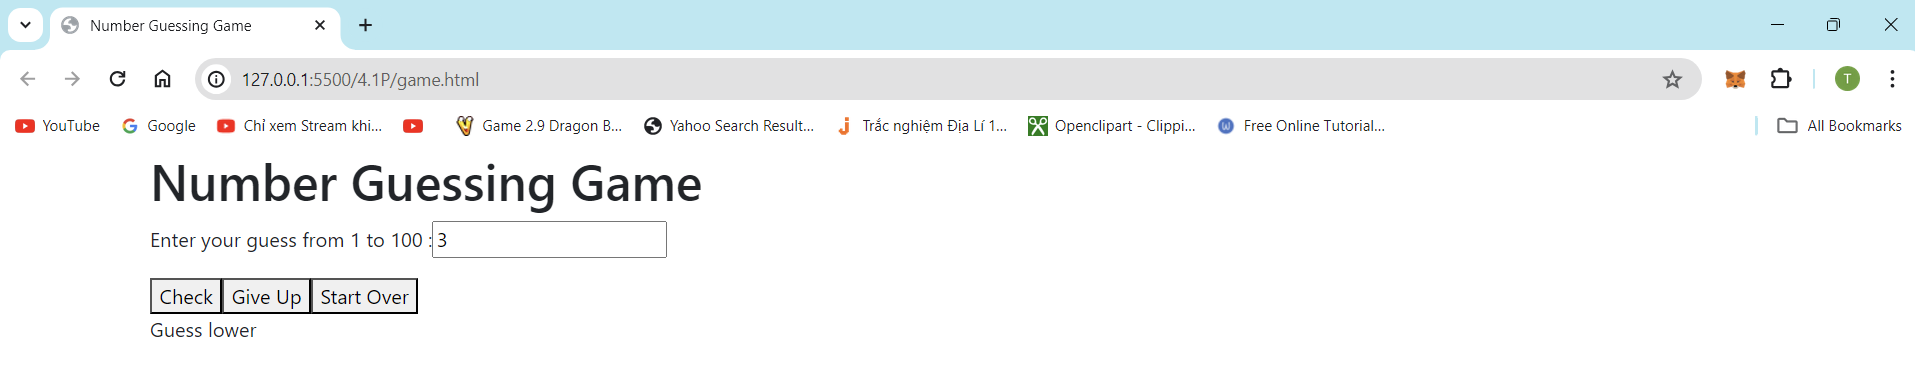 Number Guessing Game
127.0.0.1:5500/4.1P/game.html
T
YouTube Google Chỉ xem Stream khi... Game 2.9 Dragon B... Yahoo Search Result... Trắc nghiệm Địa Lí 1... Openclipart - Clippi... Free Online Tutorial... All Bookmarks
Number Guessing Game
Enter your guess from 1 to 100 :3
Check Give Up Start Over
Guess lower